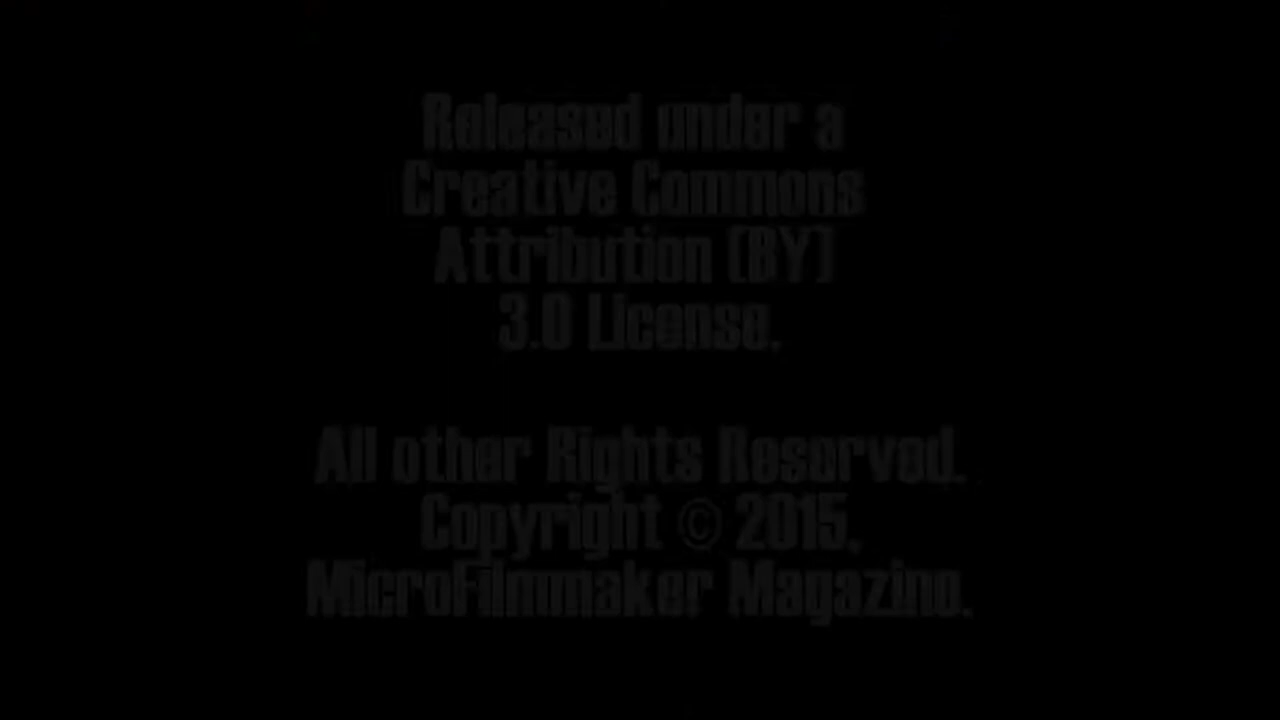 Released under a
Creative Commons
Attribution (BY)
3.0 License.
All other Rights Reserved.
Copyright © 2015,
MicroFilmmaker Magazine.